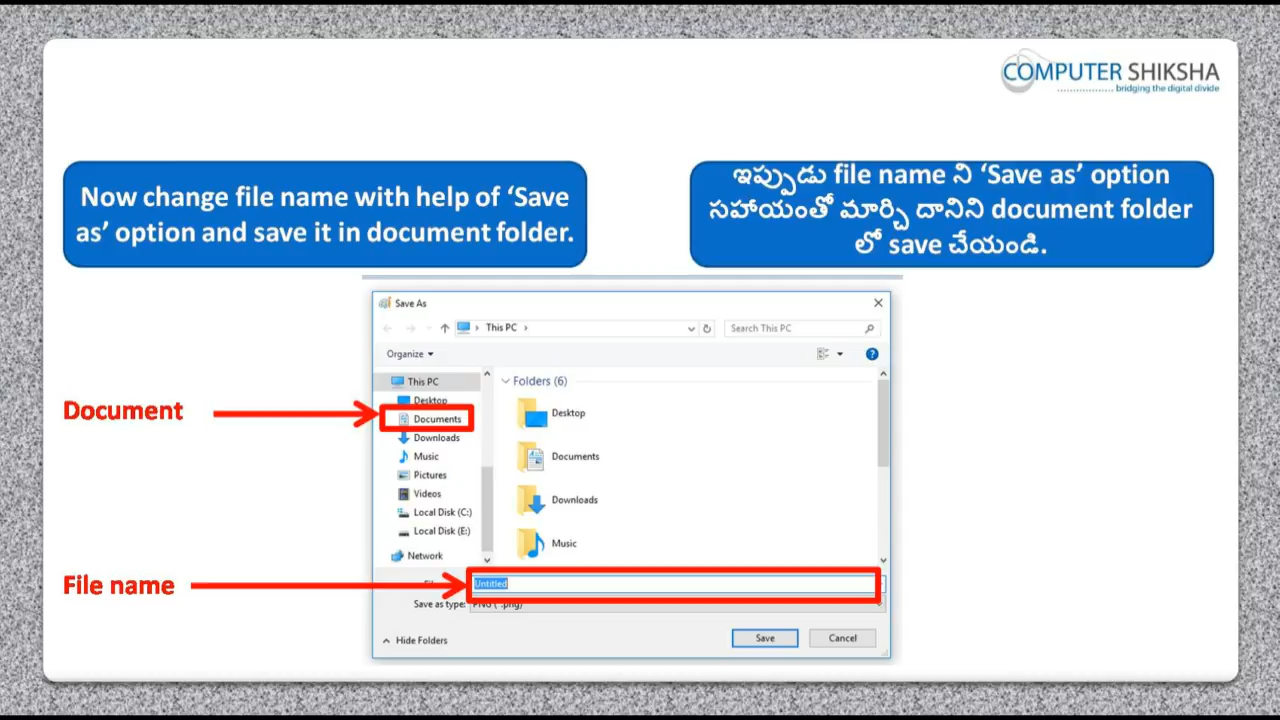 COMPUTER SHIKSHA
bridging the digital divide
Now change file name with help of ‘Save
as’ option and save it in document folder.
ఇప్పుడు file name ని ‘Save as’ option
సహాయంతో మార్చి దానిని document folder
లో save చేయండి.
Save As
This PC
Search This PC
Organize
This PC
Desktop
Documents
Downloads
Music
Pictures
Videos
Local Disk (C:)
Local Disk (E:)
Network
Folders (6)
Desktop
Documents
Downloads
Music
Document
File name
Untitled
Save as type:
Hide Folders
Save
Cancel